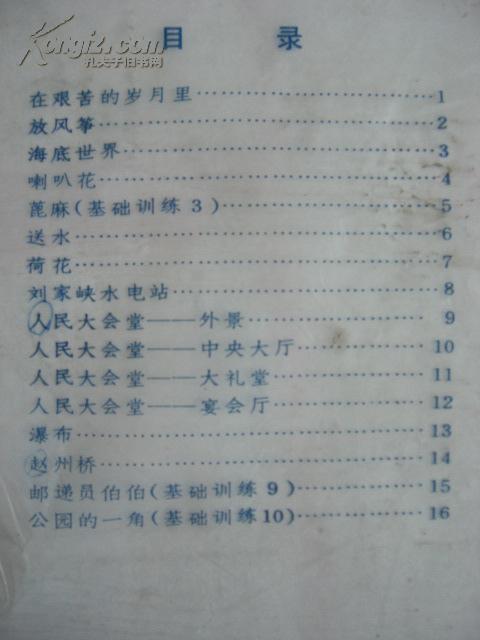 Kongfz.com
孔夫子旧书网
目 录
在艰苦的岁月里……………………………1
放风筝……………………………2
海底世界……………………………3
喇叭花……………………………4
蓖麻(基础训练3)……………………………5
送水……………………………6
荷花……………………………7
刘家峡水电站……………………………8
人民大会堂——外景……………………………9
人民大会堂——中央大厅……………………………10
人民大会堂——大礼堂……………………………11
人民大会堂——宴会厅……………………………12
瀑布……………………………13
赵州桥……………………………14
邮递员伯伯(基础训练9)……………………………15
公园的一角(基础训练10)……………………………16